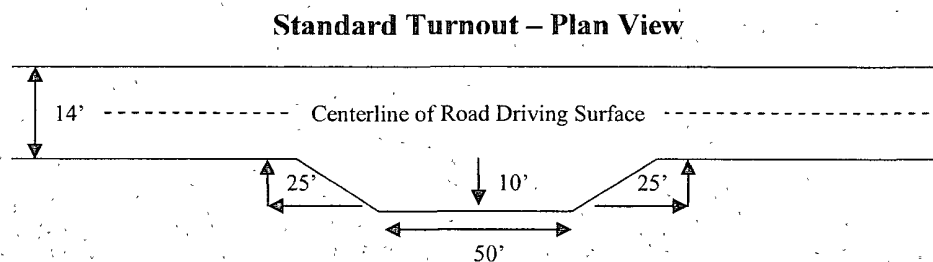 Standard Turnout – Plan View
14’
Centerline of Road Driving Surface
25’
10’
25’
50’